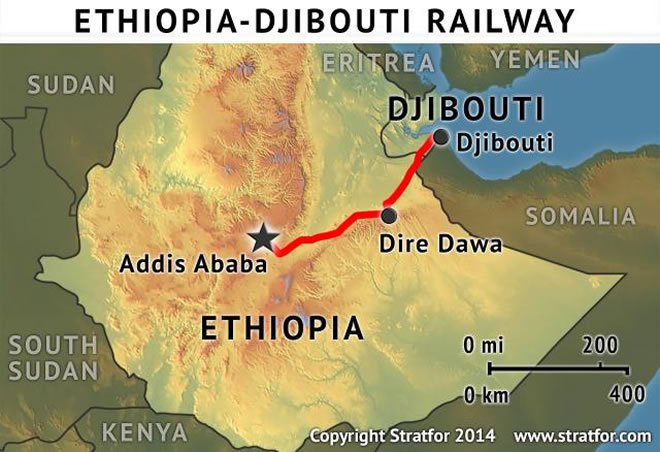 ETHIOPIA-DJIBOUTI RAILWAY
YEMEN
ERITREA
SUDAN
DJIBOUTI
Djibouti
SOMALIA
Dire Dawa
Addis Ababa
ETHIOPIA
SOUTH
SUDAN
0 mi 200
0 km 400
KENYA
Copyright Stratfor 2014 www.stratfor.com